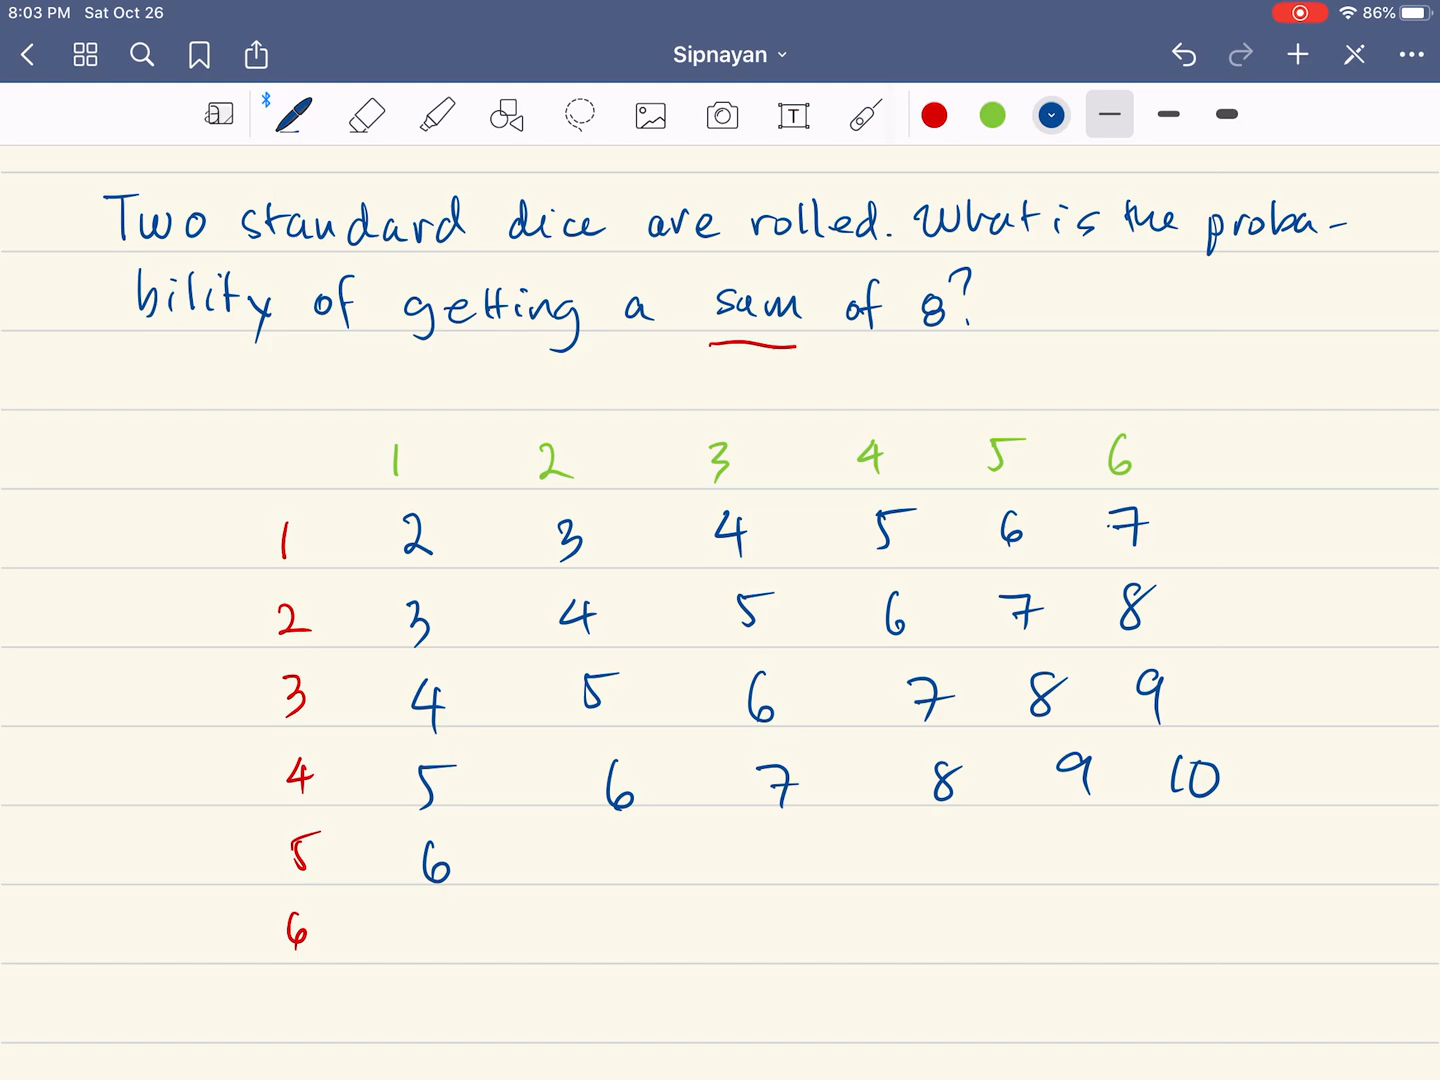 8:03 PM Sat Oct 26 86%
Sipnayan
T
Two standard dice are rolled. What is the proba-
bility of getting a sum of 8?
1 2 3 4 5 6
1 2 3 4 5 6 7
2 3 4 5 6 7 8
3 4 5 6 7 8 9
4 5 6 7 8 9 10
5 6
6